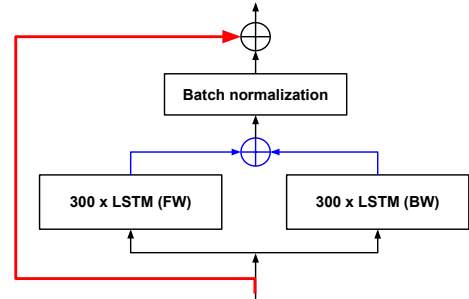 Batch normalization
300 x LSTM (FW)
300 x LSTM (BW)